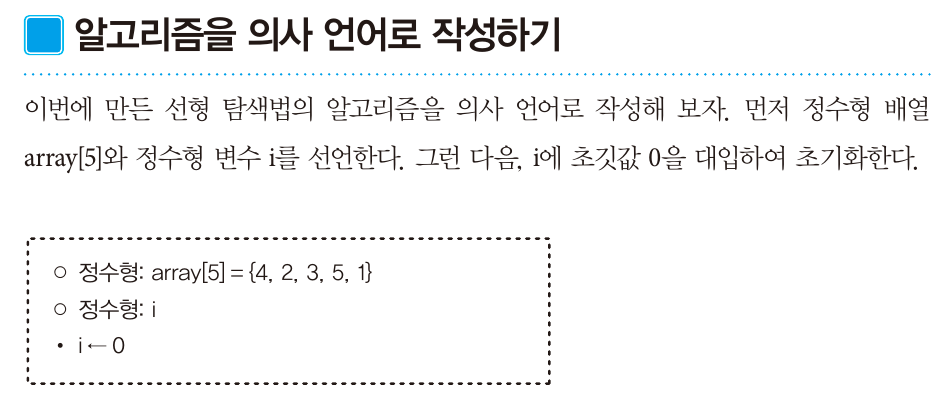 알고리즘을 의사 언어로 작성하기
이번에 만든 선형 탐색법의 알고리즘을 의사 언어로 작성해 보자. 먼저 정수형 배열
array[5]와 정수형 변수 i를 선언한다. 그런 다음, i에 초깃값 0을 대입하여 초기화한다.
○ 정수형: array[5]={4, 2, 3, 5, 1}
○ 정수형: i
• i ← 0